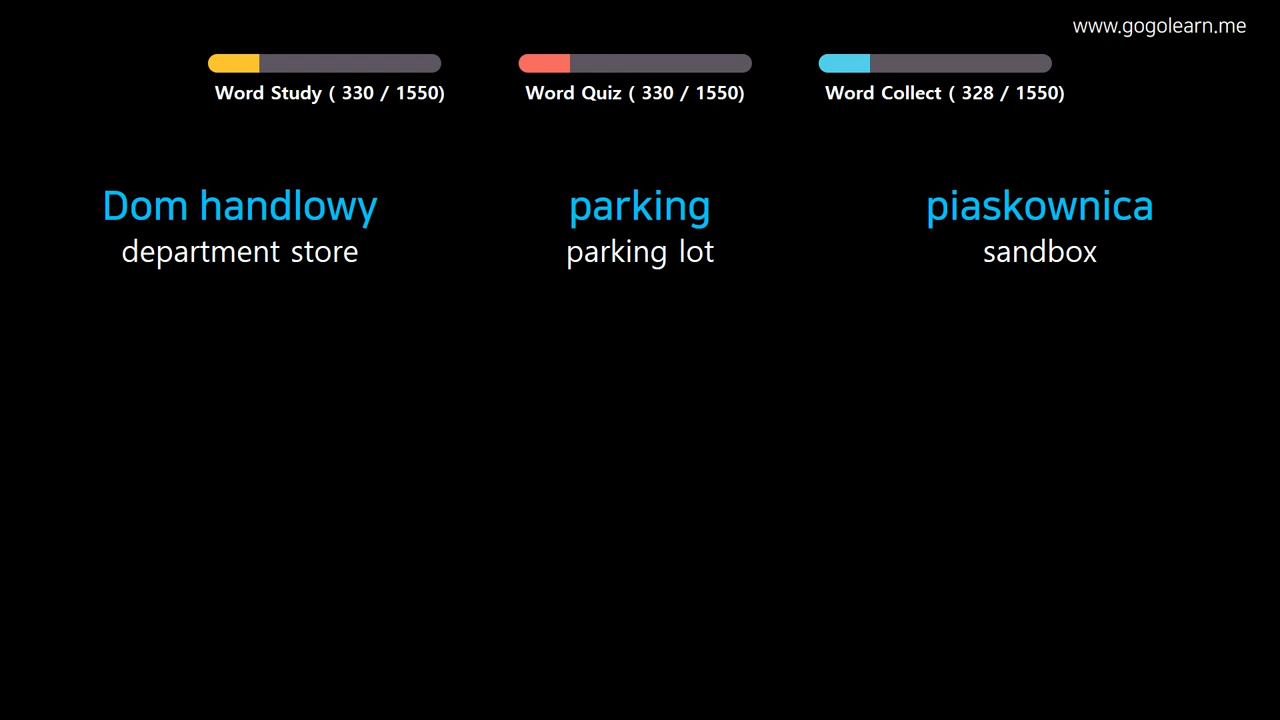 www.gogolearn.me
Word Study ( 330 / 1550)
Word Quiz ( 330 / 1550)
Word Collect ( 328 / 1550)
Dom handlowy
department store
parking
parking lot
piaskownica
sandbox